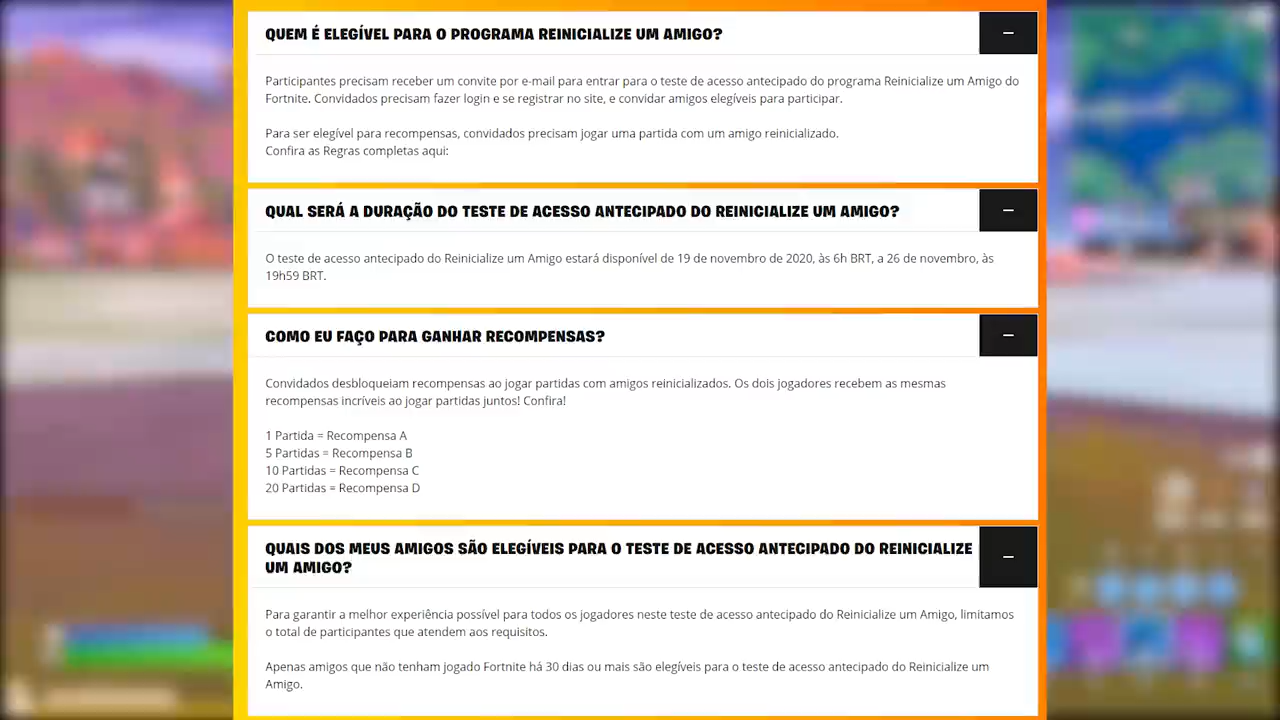 QUEM É ELEGÍVEL PARA O PROGRAMA REINICIALIZE UM AMIGO?
Participantes precisam receber um convite por e-mail para entrar para o teste de acesso antecipado do programa Reinicialize um Amigo do
Fortnite. Convidados precisam fazer login e se registrar no site, e convidar amigos elegíveis para participar.
Para ser elegível para recompensas, convidados precisam jogar uma partida com um amigo reinicializado.
Confira as Regras completas aqui:
QUAL SERÁ A DURAÇÃO DO TESTE DE ACESSO ANTECIPADO DO REINICIALIZE UM AMIGO?
O teste de acesso antecipado do Reinicialize um Amigo estará disponível de 19 de novembro de 2020, às 6h BRT, a 26 de novembro, às
19h59 BRT.
COMO EU FAÇO PARA GANHAR RECOMPENSAS?
Convidados desbloqueiam recompensas ao jogar partidas com amigos reinicializados. Os dois jogadores recebem as mesmas
recompensas incríveis ao jogar partidas juntos! Confira!
1 Partida = Recompensa A
5 Partidas = Recompensa B
10 Partidas = Recompensa C
20 Partidas = Recompensa D
QUAIS DOS MEUS AMIGOS SÃO ELEGÍVEIS PARA O TESTE DE ACESSO ANTECIPADO DO REINICIALIZE
UM AMIGO?
Para garantir a melhor experiência possível para todos os jogadores neste teste de acesso antecipado do Reinicialize um Amigo, limitamos
o total de participantes que atendem aos requisitos.
Apenas amigos que não tenham jogado Fortnite há 30 dias ou mais são elegíveis para o teste de acesso antecipado do Reinicialize um
Amigo.